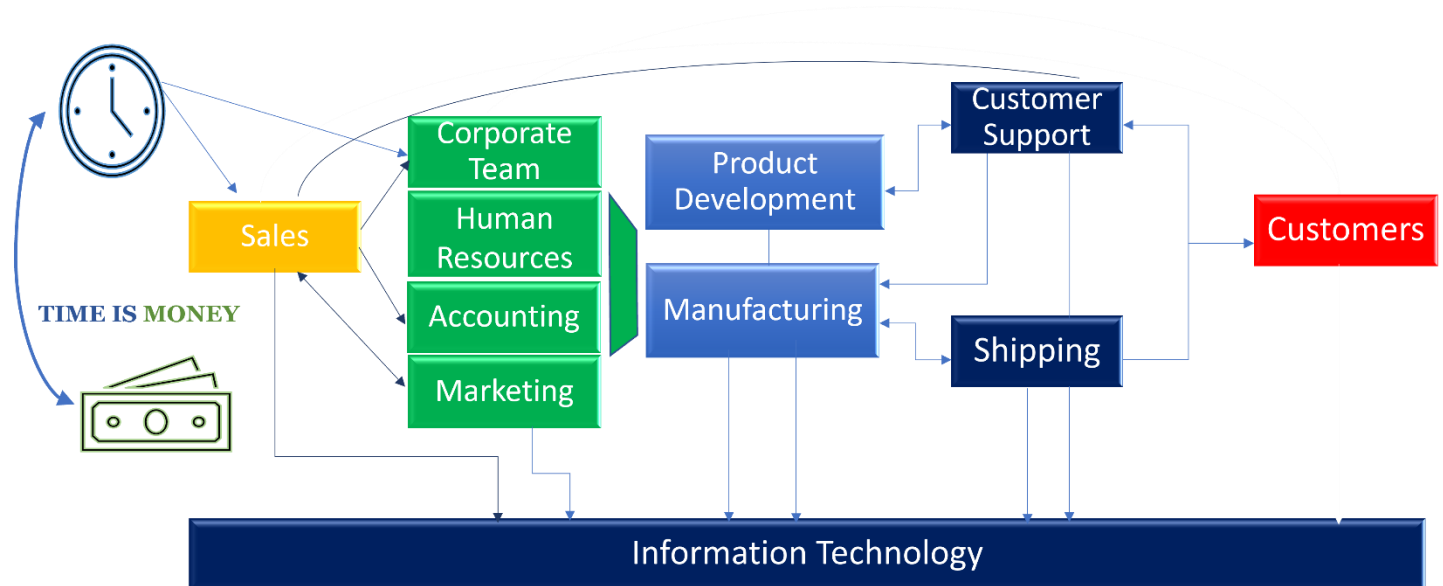 Customer
Support
Corporate
Team
Product
Development
Sales
Human
Resources
Customers
TIME IS MONEY
Accounting
Manufacturing
Shipping
Marketing
Information Technology